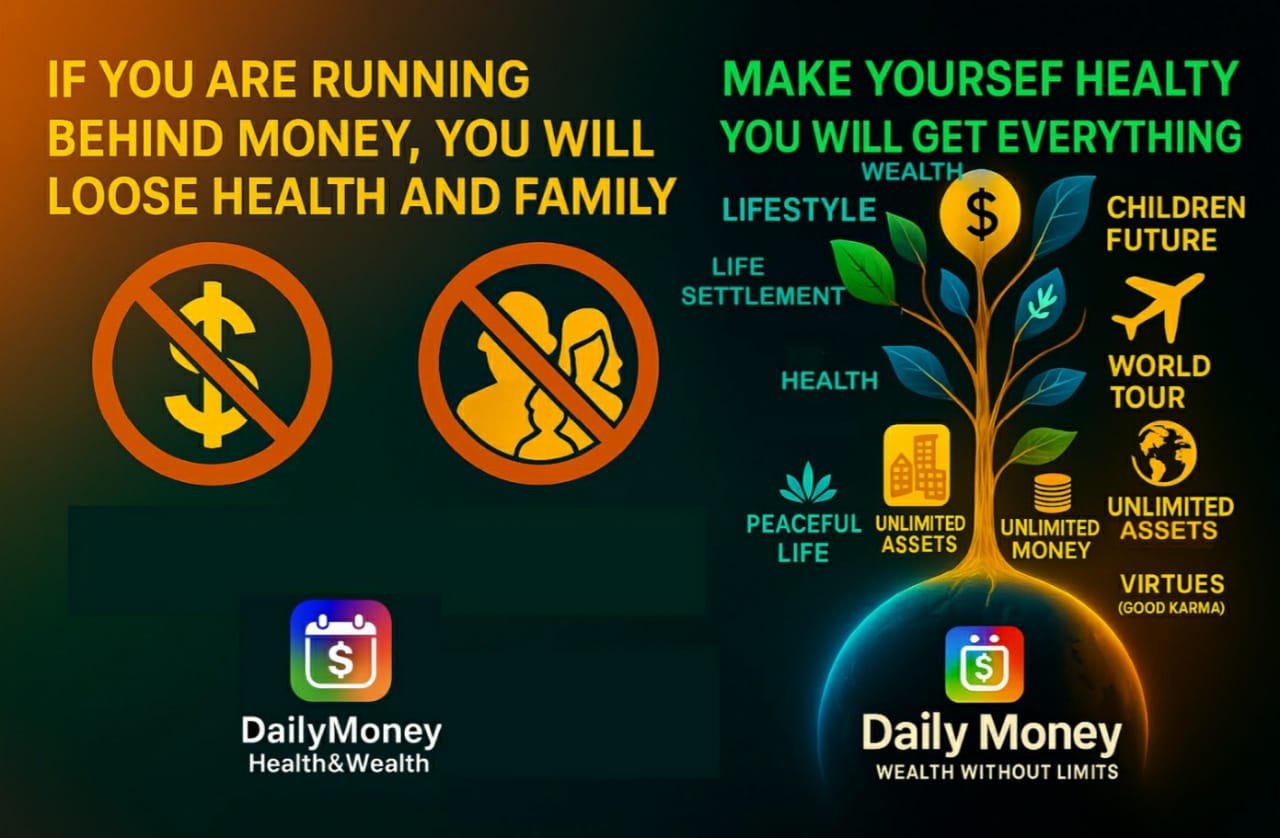 IF YOU ARE RUNNING
BEHIND MONEY, YOU WILL
LOOSE HEALTH AND FAMILY
$
DailyMoney
Health&Wealth
MAKE YOURSEF HEALTY
YOU WILL GET EVERYTHING
WEALTH
$
LIFESTYLE
CHILDREN
FUTURE
LIFE
SETTLEMENT
WORLD
TOUR
HEALTH
PEACEFUL
LIFE
UNLIMITED
ASSETS
UNLIMITED
MONEY
UNLIMITED
ASSETS
VIRTUES
(GOOD KARMA)
$
Daily Money
WEALTH WITHOUT LIMITS